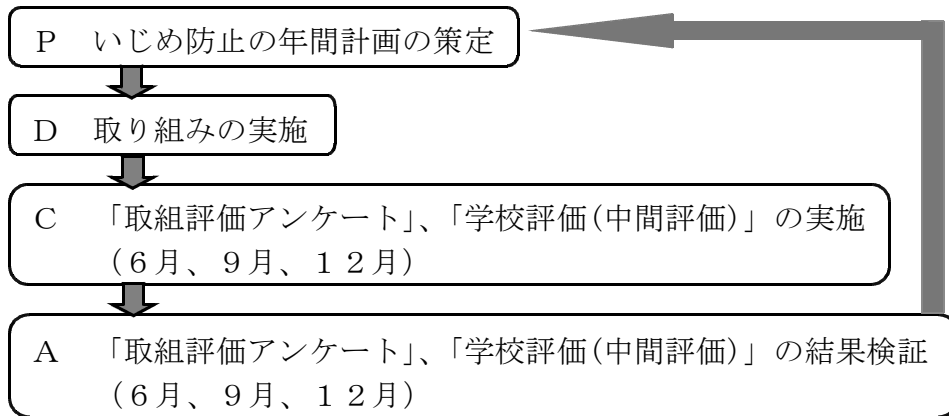 Ｐ　いじめ防止の年間計画の策定
Ｄ　取り組みの実施
Ｃ　「取組評価アンケート」、「学校評価(中間評価)」の実施
（６月、９月、１２月）
Ａ　「取組評価アンケート」、「学校評価(中間評価)」の結果検証
（６月、９月、１２月）